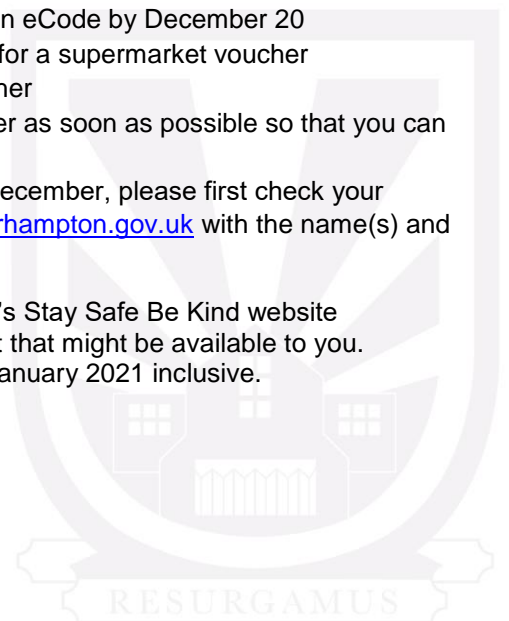 n eCode by December 20
for a supermarket voucher
er as soon as possible so that you can
December, please first check your
rhampton.gov.uk with the name(s) and
's Stay Safe Be Kind website
that might be available to you.
anuary 2021 inclusive.
RESURGAMUS